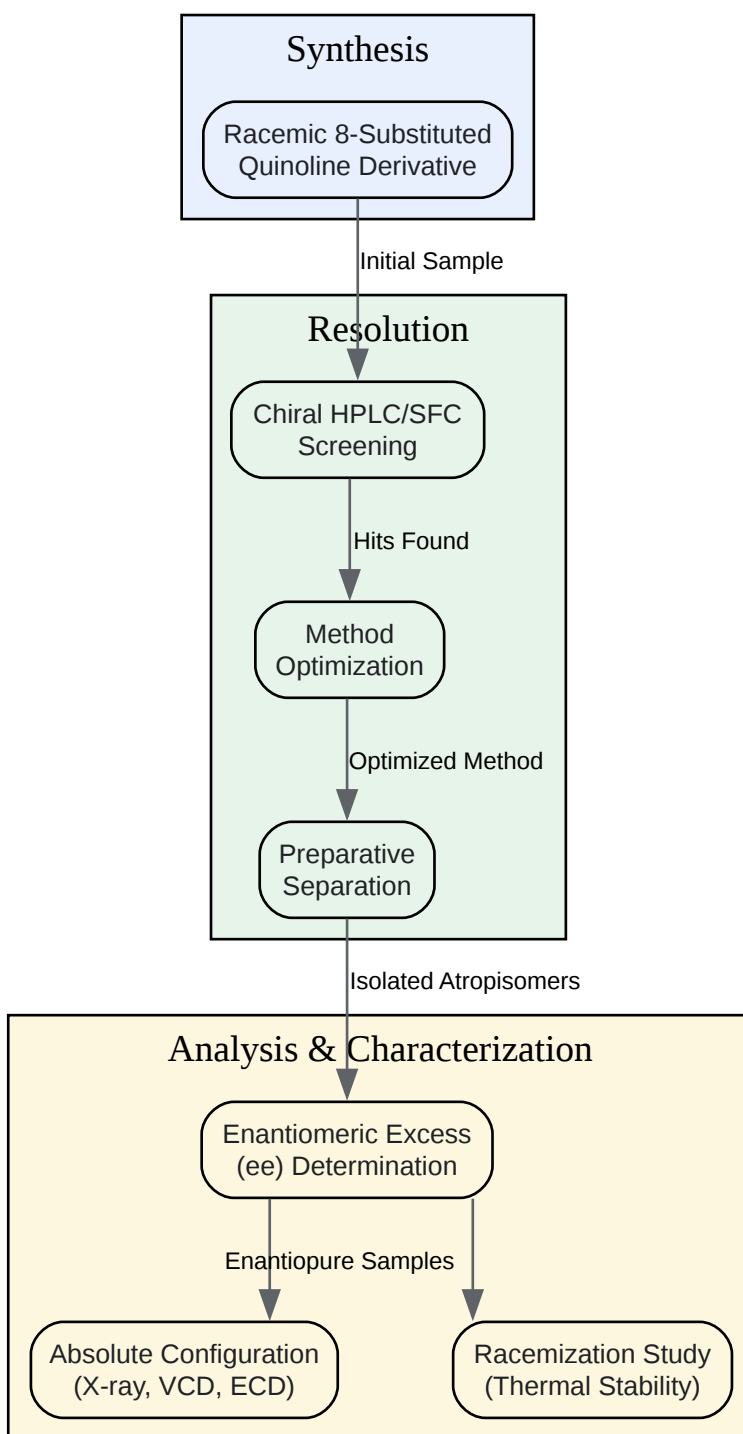 Synthesis
Racemic 8-Substituted
Quinoline Derivative
Initial Sample
Resolution
Chiral HPLC/SFC
Screening
Hits Found
Method
Optimization
Optimized Method
Preparative
Separation
Isolated Atropisomers
Analysis & Characterization
Enantiomeric Excess
(ee) Determination
Enantiopure Samples
Absolute Configuration
(X-ray, VCD, ECD)
Racemization Study
(Thermal Stability)